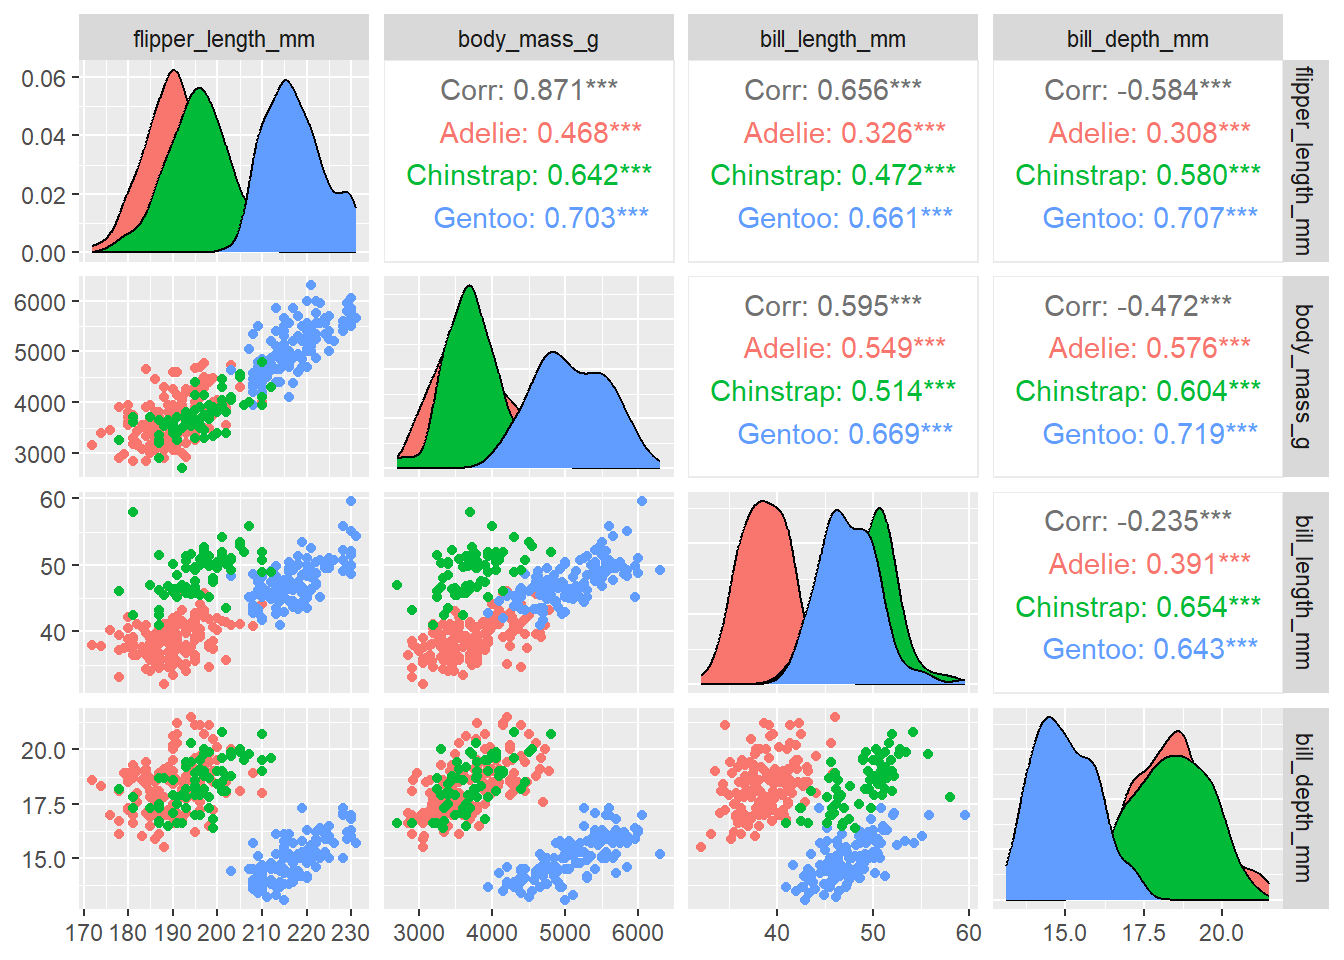 flipper_length_mm
body_mass_g
bill_length_mm
bill_depth_mm
0.06
0.04
0.02
0.00
Corr: 0.871***
Adelie: 0.468***
Chinstrap: 0.642***
Gentoo: 0.703***
Corr: 0.656***
Adelie: 0.326***
Chinstrap: 0.472***
Gentoo: 0.661***
Corr: -0.584***
Adelie: 0.308***
Chinstrap: 0.580***
Gentoo: 0.707***
flipper_length_mm
6000
5000
4000
3000
Corr: 0.595***
Adelie: 0.549***
Chinstrap: 0.514***
Gentoo: 0.669***
Corr: -0.472***
Adelie: 0.576***
Chinstrap: 0.604***
Gentoo: 0.719***
body_mass_g
60
50
40
Corr: -0.235***
Adelie: 0.391***
Chinstrap: 0.654***
Gentoo: 0.643***
bill_length_mm
20.0
17.5
15.0
bill_depth_mm
170 180 190 200 210 220 230
3000 4000 5000 6000
40 50 60
15.0 17.5 20.0